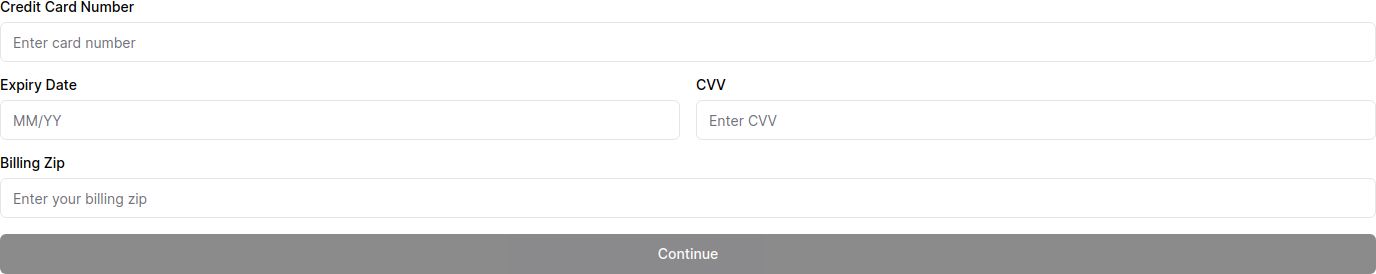 Credit Card Number
Enter card number
Expiry Date
CVV
MM/YY
Enter CVV
Billing Zip
Enter your billing zip
Continue